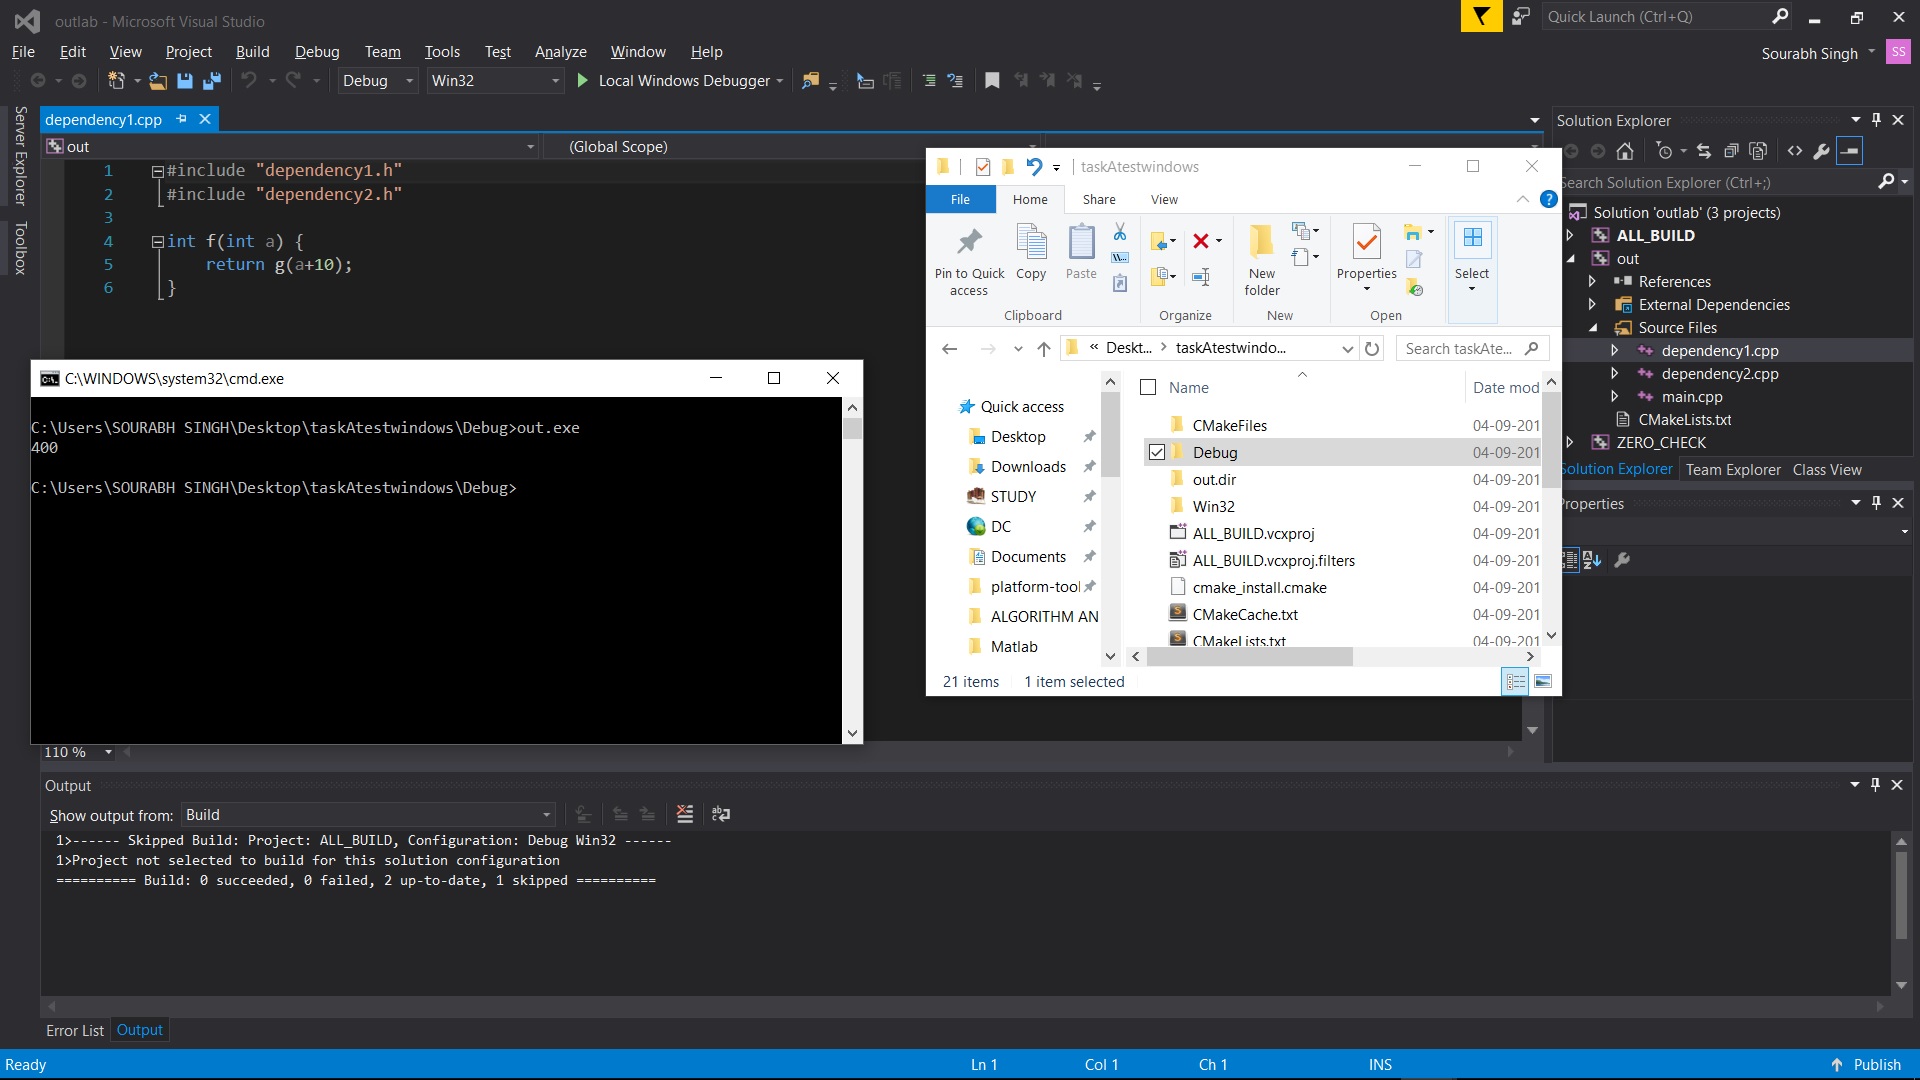 outlab - Microsoft Visual Studio
Quick Launch (Ctrl+Q)
File Edit View Project Build Debug Team Tools Test Analyze Window Help
Sourabh Singh SS
Debug Win32 Local Windows Debugger
Server Explorer
Toolbox
dependency1.cpp
out (Global Scope)
1 #include "dependency1.h"
2 #include "dependency2.h"
3
4 int f(int a) {
5 return g(a+10);
6 }
110 %
C:\WINDOWS\system32\cmd.exe
C:\Users\SOURABH SINGH\Desktop\taskAtestwindows\Debug>out.exe
400
C:\Users\SOURABH SINGH\Desktop\taskAtestwindows\Debug>
taskAtestwindows
File Home Share View
Pin to Quick access
Copy
Paste
New folder
Properties
Select
Clipboard Organize New Open
« Deskt... > taskAtestwindo...
Search taskAte...
Quick access
Desktop
Downloads
STUDY
DC
Documents
platform-tool
ALGORITHM AN
Matlab
Name Date mod
CMakeFiles 04-09-201
Debug 04-09-201
out.dir 04-09-201
Win32 04-09-201
ALL_BUILD.vcxproj 04-09-201
ALL_BUILD.vcxproj.filters 04-09-201
cmake_install.cmake 04-09-201
CMakeCache.txt 04-09-201
CMakeLists.txt 04-09-201
21 items 1 item selected
Solution Explorer
Search Solution Explorer (Ctrl+;)
Solution 'outlab' (3 projects)
ALL_BUILD
out
References
External Dependencies
Source Files
dependency1.cpp
dependency2.cpp
main.cpp
CMakeLists.txt
ZERO_CHECK
Solution Explorer Team Explorer Class View
Properties
Output
Show output from: Build
1>------ Skipped Build: Project: ALL_BUILD, Configuration: Debug Win32 ------
1>Project not selected to build for this solution configuration
========== Build: 0 succeeded, 0 failed, 2 up-to-date, 1 skipped ==========
Error List Output
Ready Ln 1 Col 1 Ch 1 INS Publish